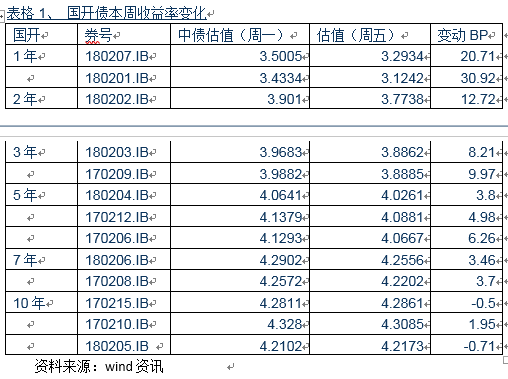 表格 1、 国开债本周收益率变化
国开 券号 中债估值（周一） 估值（周五） 变动 BP
1 年 180207.IB 3.5005 3.2934 20.71
180201.IB 3.4334 3.1242 30.92
2 年 180202.IB 3.901 3.7738 12.72
3 年 180203.IB 3.9683 3.8862 8.21
170209.IB 3.9882 3.8885 9.97
5 年 180204.IB 4.0641 4.0261 3.8
170212.IB 4.1379 4.0881 4.98
170206.IB 4.1293 4.0667 6.26
7 年 180206.IB 4.2902 4.2556 3.46
170208.IB 4.2572 4.2202 3.7
10 年 170215.IB 4.2811 4.2861 -0.5
170210.IB 4.328 4.3085 1.95
180205.IB 4.2102 4.2173 -0.71
资料来源：wind 资讯